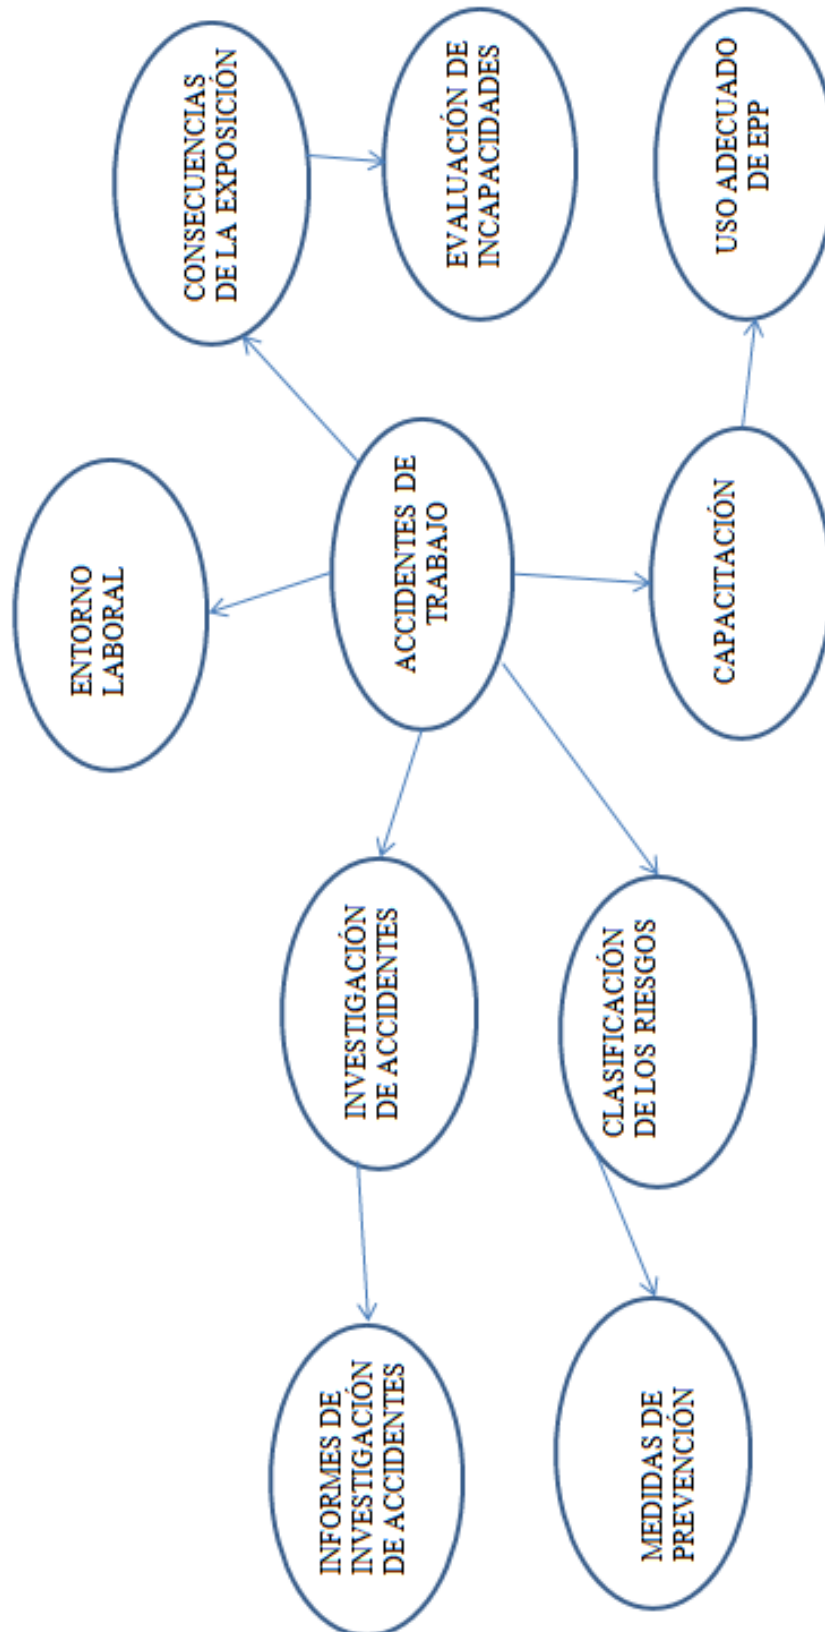 ENTORNO
LABORAL
CONSECUENCIAS
DE LA EXPOSICIÓN
INFORMES DE
INVESTIGACIÓN
DE ACCIDENTES
INVESTIGACIÓN
DE ACCIDENTES
ACCIDENTES DE
TRABAJO
EVALUACIÓN DE
INCAPACIDADES
MEDIDAS DE
PREVENCIÓN
CLASIFICACIÓN
DE LOS RIESGOS
CAPACITACIÓN
USO ADECUADO
DE EPP